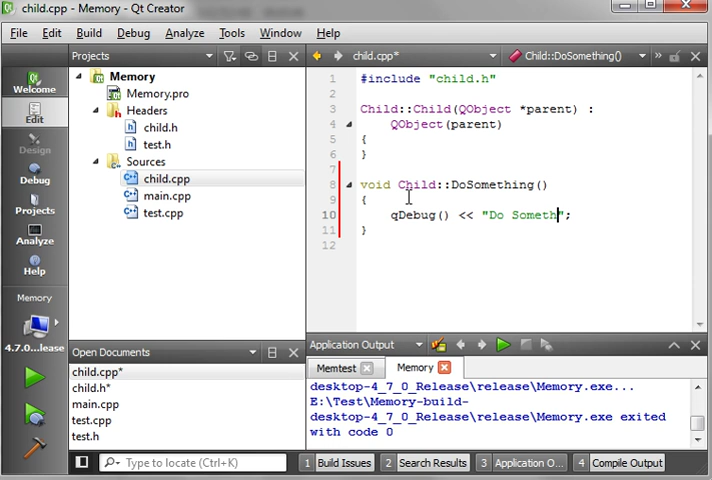 child.cpp* - Memory - Qt Creator
File Edit Build Debug Analyze Tools Window Help
Projects
child.cpp*
Child::DoSomething()
Welcome
Edit
Design
Debug
Projects
Analyze
Help
Memory
4.7.0...lease
Memory
Memory.pro
Headers
child.h
test.h
Sources
child.cpp
main.cpp
test.cpp
Open Documents
child.cpp*
child.h*
main.cpp
test.cpp
test.h
1 #include "child.h"
2
3 Child::Child(QObject *parent) :
4 QObject(parent)
5 {
6 }
7
8 void Child::DoSomething()
9 {
10 qDebug() << "Do Someth";
11 }
12
Application Output
Memtest
Memory
desktop-4_7_0_Release\release\Memory.exe...
E:\Test\Memory-build-
desktop-4_7_0_Release\release\Memory.exe exited
with code 0
Type to locate (Ctrl+K)
1 Build Issues
2 Search Results
3 Application O...
4 Compile Output